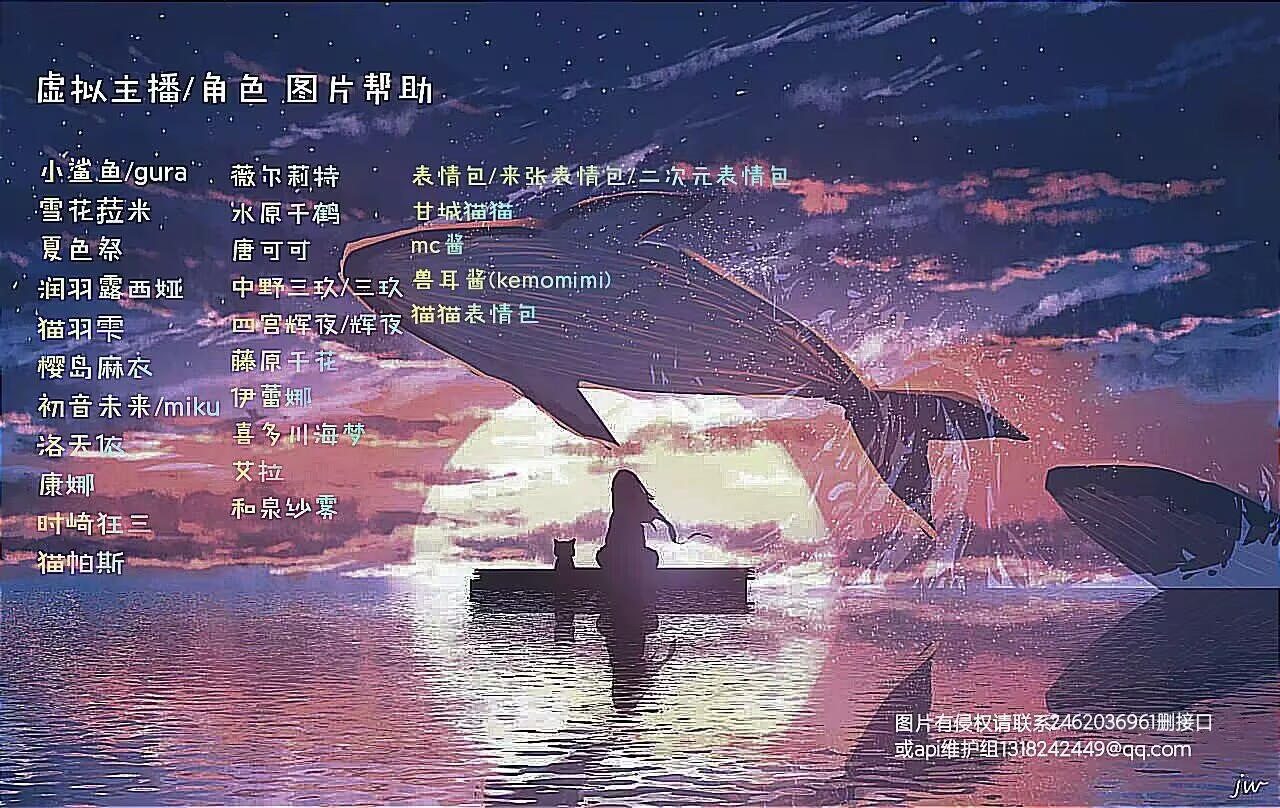 虚拟主播/角色 图片帮助
小鲨鱼/gura
雪花菈米
夏色祭
润羽露西娅
猫羽雫
樱岛麻衣
初音未来/miku
洛天依
康娜
时崎狂三
猫帕斯
薇尔莉特
水原千鹤
唐可可
中野三玖/三玖
四宫辉夜/辉夜
藤原千花
伊蕾娜
喜多川海梦
艾拉
和泉纱雾
表情包/来张表情包/二次元表情包
甘城猫猫
mc酱
兽耳酱(kemomimi)
猫猫表情包
图片有侵权请联系2462036961删接口
或api维护组1318242449@qq.com
jw